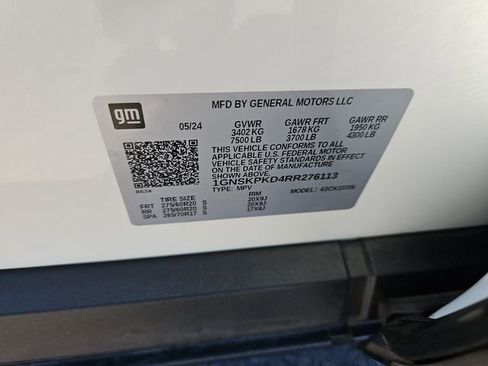 gm
MFD BY GENERAL MOTORS LLC
05/24 GVWR GAWR FRT GAWR RR
3402 KG 1678 KG 1950 KG
7500 LB 3700 LB 4300 LB
THIS VEHICLE CONFORMS TO ALL
APPLICABLE U.S. FEDERAL MOTOR
VEHICLE SAFETY STANDARDS IN EFFECT
ON THE DATE OF MANUFACTURE
SHOWN ABOVE.
1GNSKPKD4RR276113
TYPE: MPV MODEL:
TIRE SIZE RIM
FRT 275/60R20 S 20X9J
RR 275/60R20 S 20X9J
SPA 265/70R17 S 17X8J